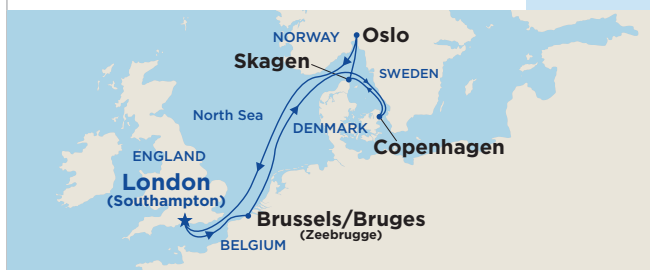 NORWAY
Oslo
Skagen
SWEDEN
North Sea
DENMARK
Copenhagen
ENGLAND
London
(Southampton)
Brussels/Bruges
(Zeebrugge)
BELGIUM